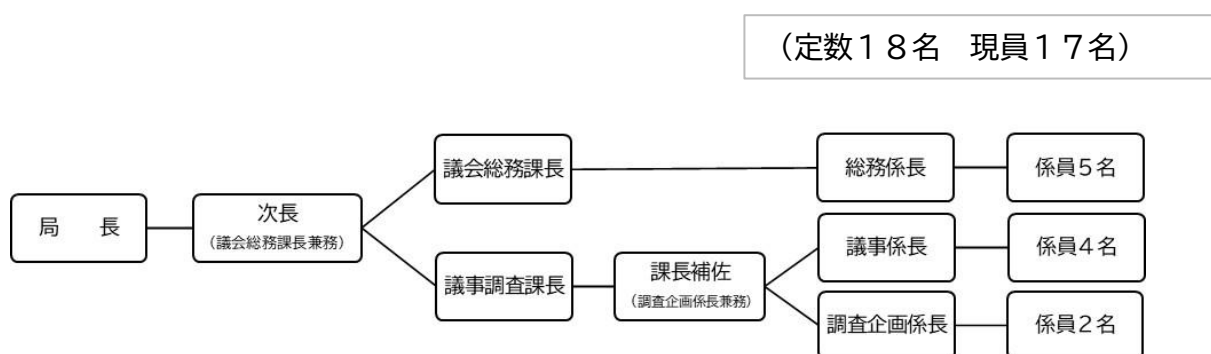 （定数１８名　現員１７名）
局　　長
次長
（議会総務課長兼務）
議会総務課長
総務係長
係員５名
議事調査課長
課長補佐
（調査企画係長兼務）
議事係長
係員４名
調査企画係長
係員２名